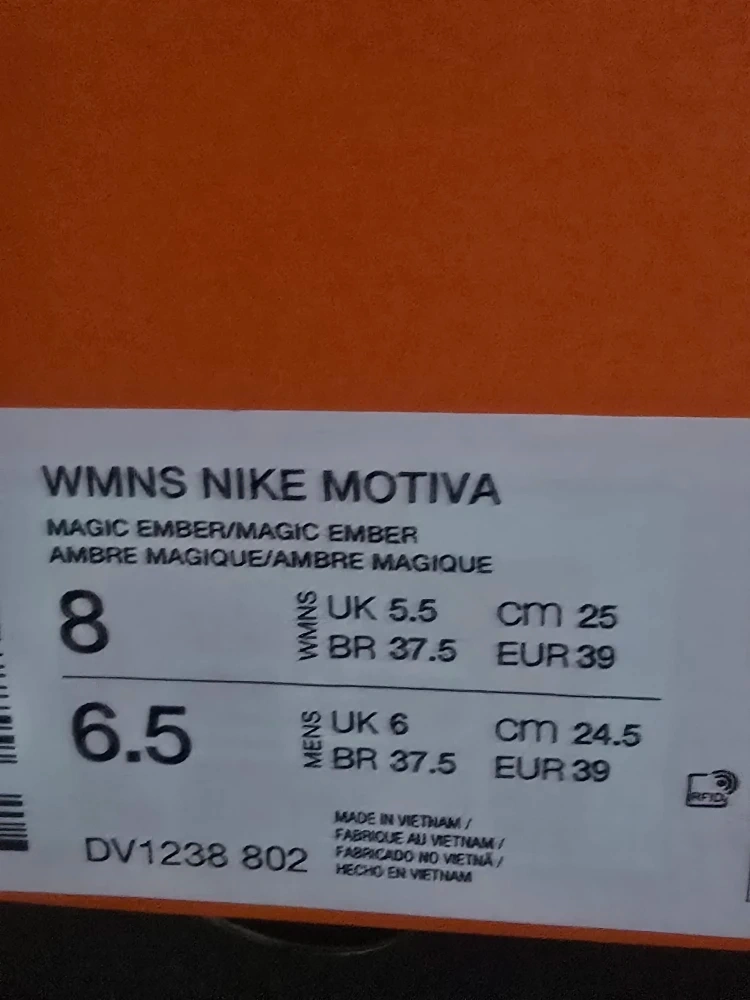 WMNS NIKE MOTIVA
MAGIC EMBER/MAGIC EMBER
AMBRE MAGIQUE/AMBRE MAGIQUE
8 WMNS UK 5.5 cm 25
BR 37.5 EUR 39
6.5 MENS UK 6 cm 24.5
BR 37.5 EUR 39
RFID
MADE IN VIETNAM /
FABRIQUE AU VIETNAM /
FABRICADO NO VIETNÃ /
HECHO EN VIETNAM
DV1238 802